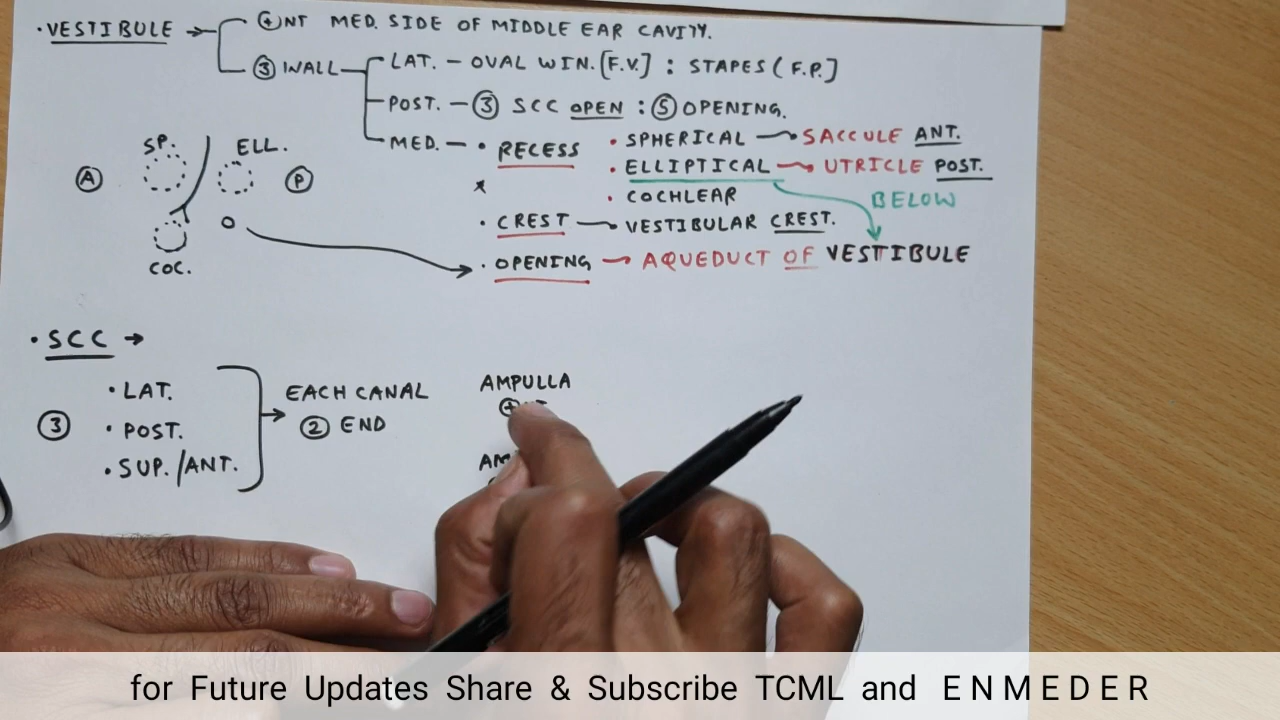 · VESTIBULE → ⊕NT MED. SIDE OF MIDDLE EAR CAVITY.
③ WALL LAT. – OVAL WIN. [F.V.] : STAPES (F.P.]
POST. – ③ SCC OPEN : ⑤ OPENING.
MED. – · RECESS · SPHERICAL → SACCULE ANT.
· ELLIPTICAL → UTRICLE POST.
· COCHLEAR BELOW
· CREST → VESTIBULAR CREST.
· OPENING → AQUEDUCT OF VESTIBULE
SP. ELL.
Ⓐ Ⓟ
COC.
· SCC →
③ · LAT.
· POST.
· SUP./ANT.
EACH CANAL
② END
AMPULLA
for Future Updates Share & Subscribe TCML and E N M E D E R